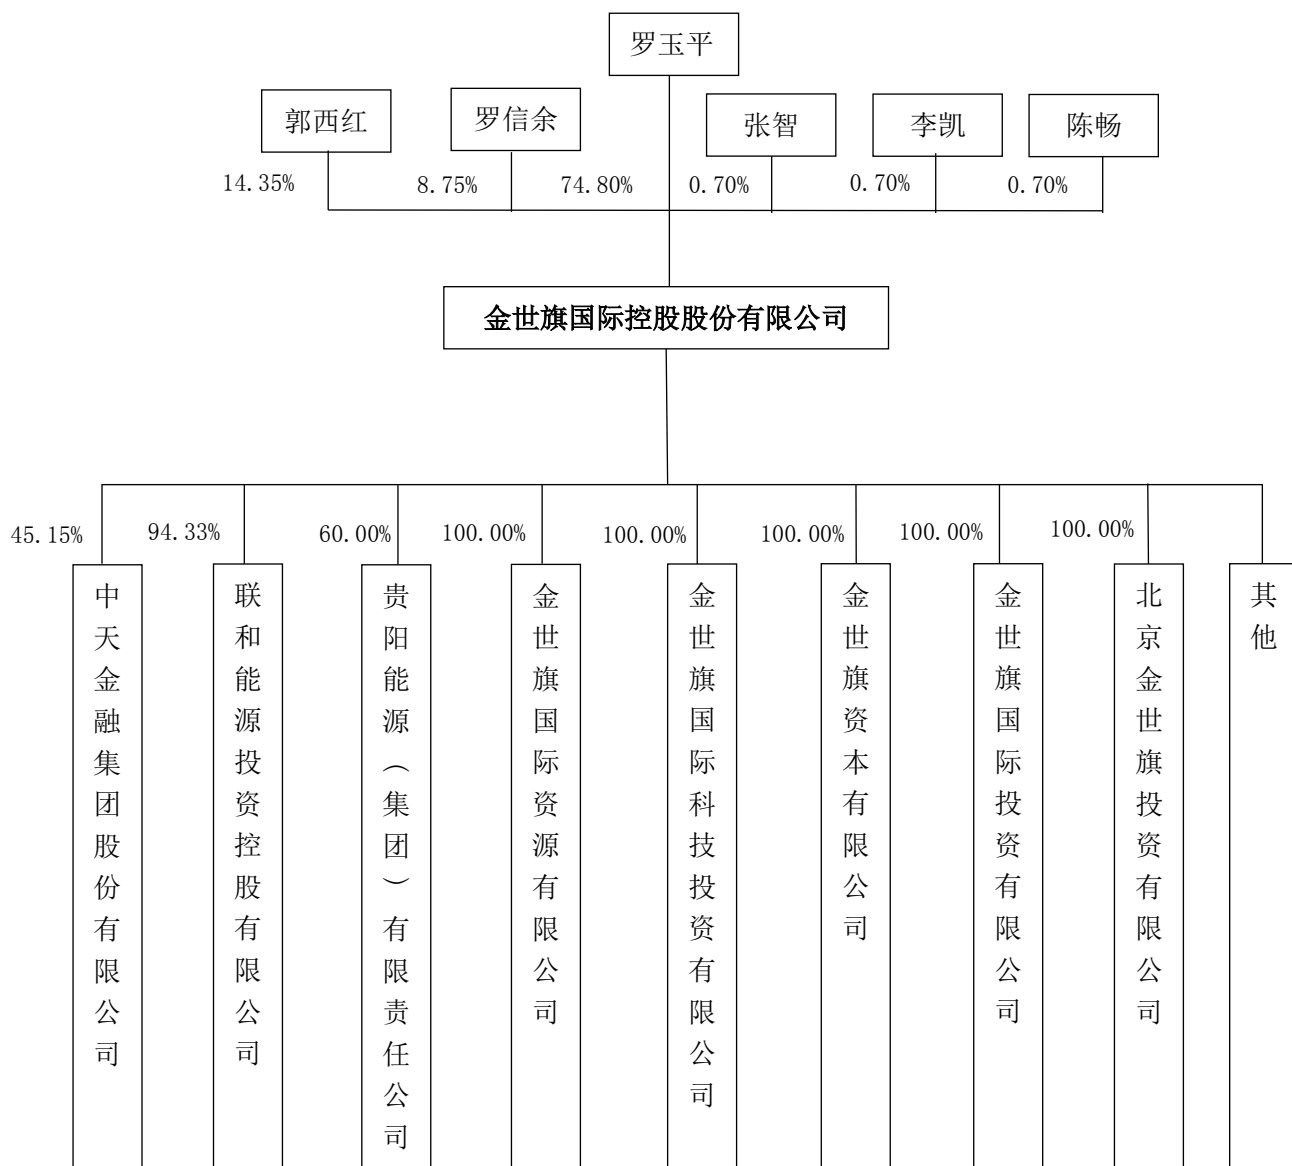 罗玉平
郭西红
罗信余
张智
李凯
陈畅
14.35%
8.75%
74.80%
0.70%
0.70%
0.70%
金世旗国际控股股份有限公司
45.15%
94.33%
60.00%
100.00%
100.00%
100.00%
100.00%
100.00%
中天金融集团股份有限公司
联和能源投资控股有限公司
贵阳能源（集团）有限责任公司
金世旗国际资源有限公司
金世旗国际科技投资有限公司
金世旗资本有限公司
金世旗国际投资有限公司
北京金世旗投资有限公司
其他